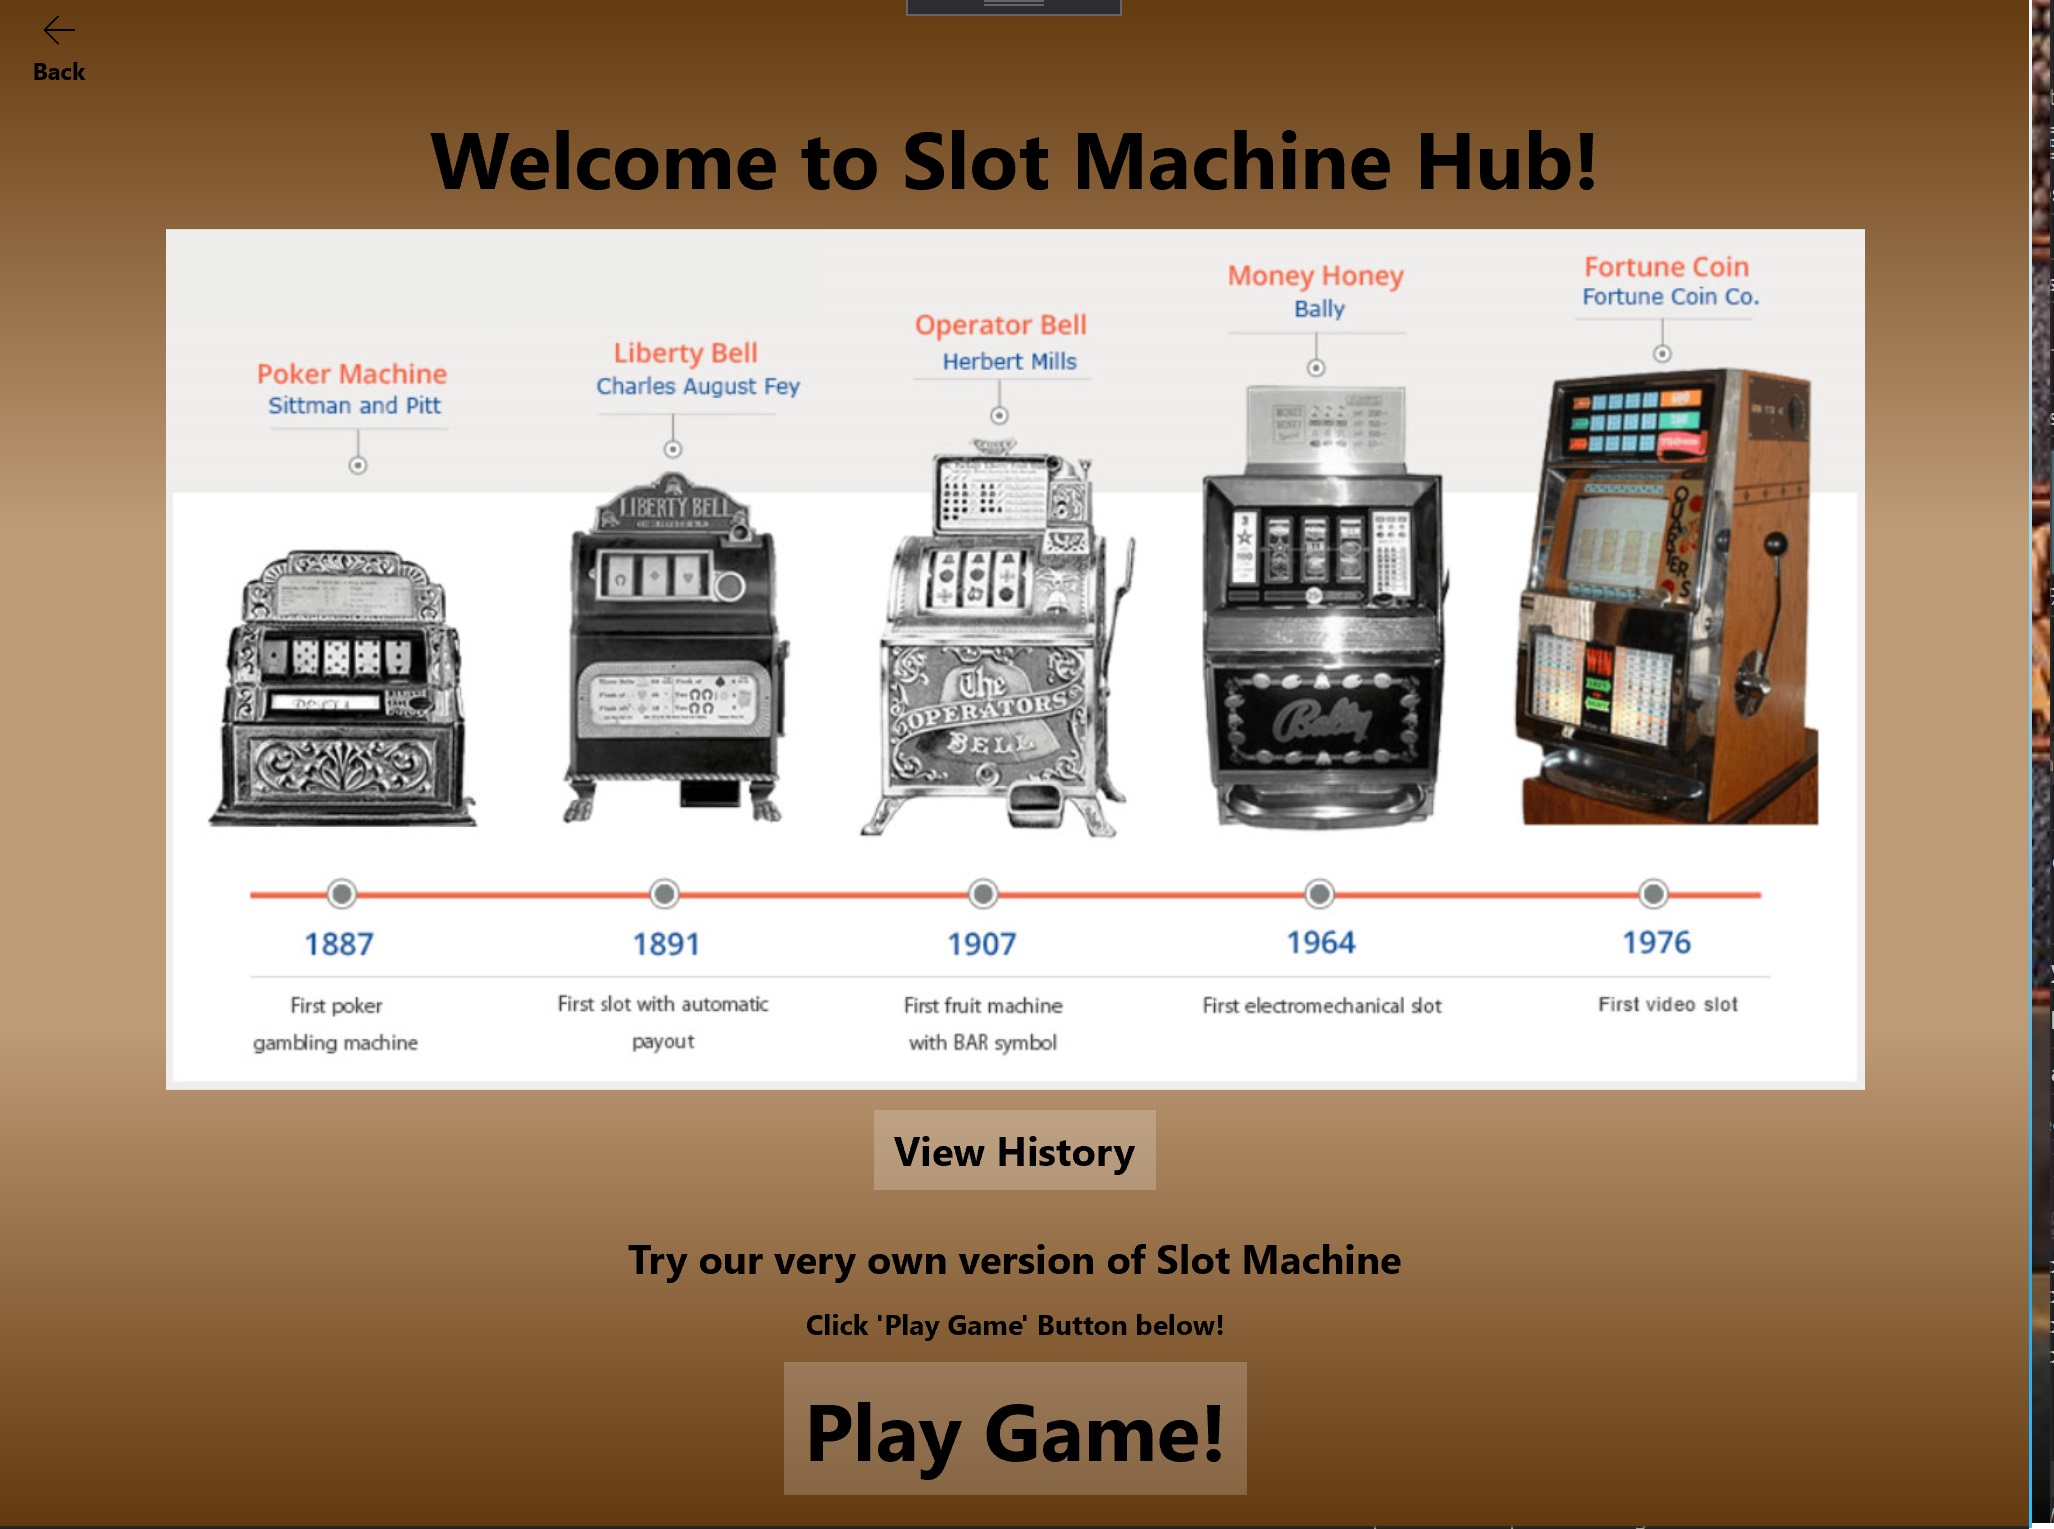 Back
Welcome to Slot Machine Hub!
Poker Machine
Sittman and Pitt
Liberty Bell
Charles August Fey
Operator Bell
Herbert Mills
Money Honey
Bally
Fortune Coin
Fortune Coin Co.
LIBERTY BELL
The
OPERATORS
BELL
Bally
QUARTERS
1887
First poker
gambling machine
1891
First slot with automatic
payout
1907
First fruit machine
with BAR symbol
1964
First electromechanical slot
1976
First video slot
View History
Try our very own version of Slot Machine
Click 'Play Game' Button below!
Play Game!